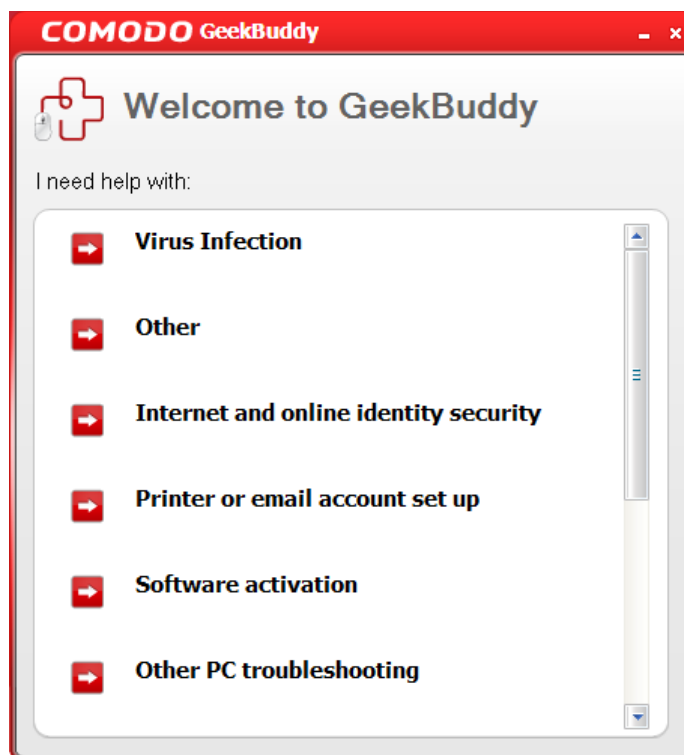 COMODO GeekBuddy
Welcome to GeekBuddy
I need help with:
Virus Infection
Other
Internet and online identity security
Printer or email account set up
Software activation
Other PC troubleshooting